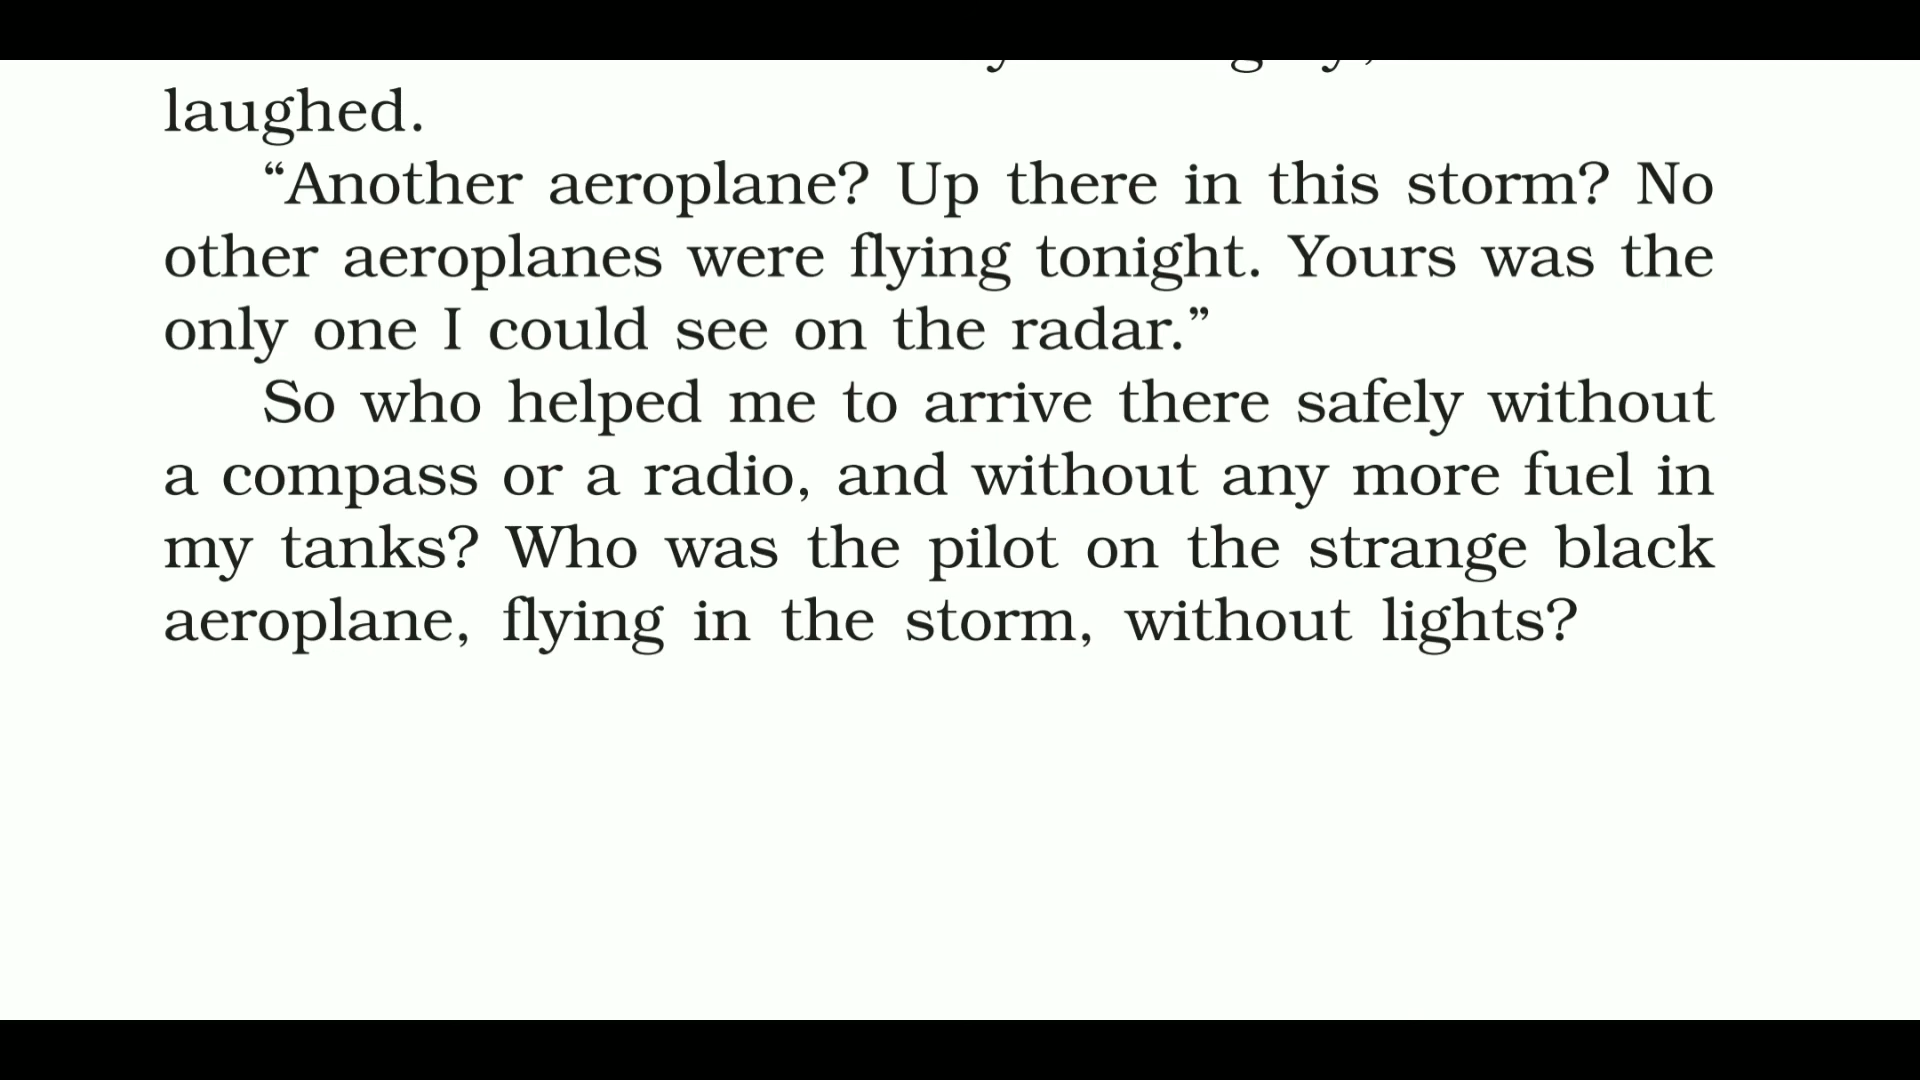 laughed.
“Another aeroplane? Up there in this storm? No
other aeroplanes were flying tonight. Yours was the
only one I could see on the radar.”
So who helped me to arrive there safely without
a compass or a radio, and without any more fuel in
my tanks? Who was the pilot on the strange black
aeroplane, flying in the storm, without lights?